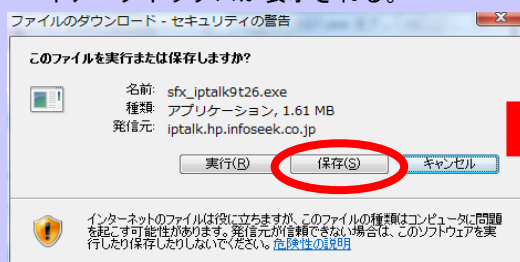 ファイルのダウンロード - セキュリティの警告
このファイルを実行または保存しますか?
名前: sfx_iptalk9t26.exe
種類: アプリケーション, 1.61 MB
発信元: iptalk.hp.infoseek.co.jp
実行(R) 保存(S) キャンセル
インターネットのファイルは役に立ちますが、このファイルの種類はコンピュータに問題
を起こす可能性があります。発信元が信頼できない場合は、このソフトウェアを実
行したり保存したりしないでください。危険性の説明